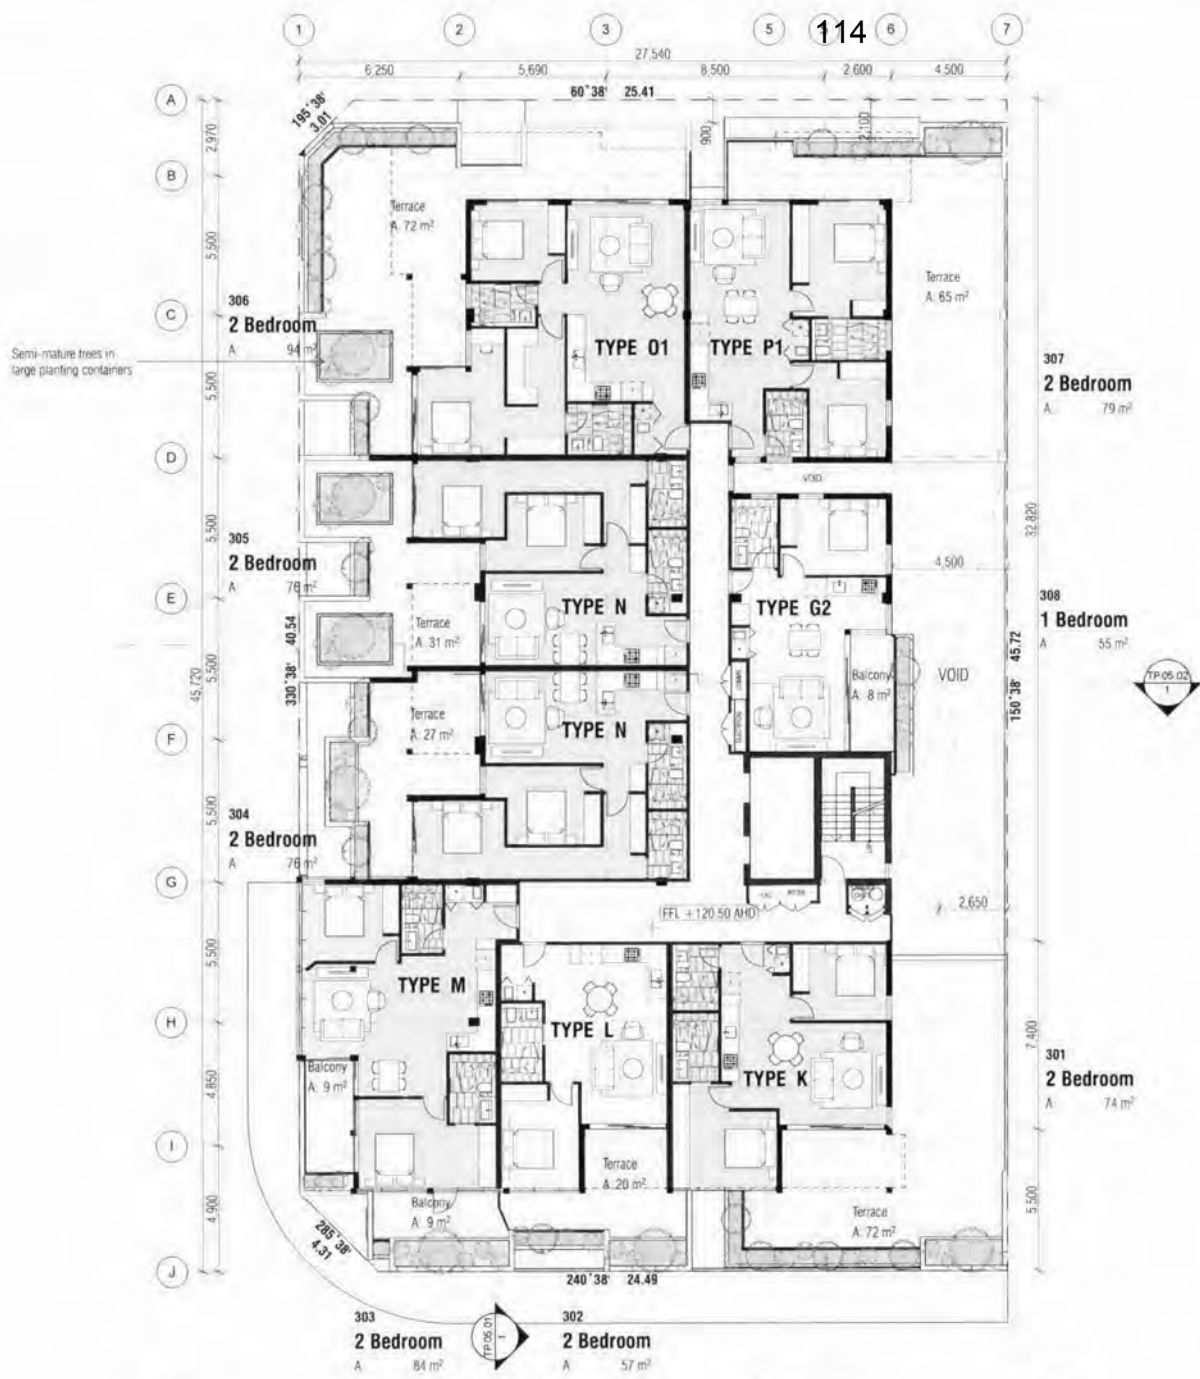 1
2
3
5
114
6
7
27,540
6,250
5,690
8,500
2,600
4,500
60°38' 25.41
A
195°38'
3.01
2,970
900
2,100
B
Terrace
A: 72 m²
5,500
Terrace
A: 65 m²
306
2 Bedroom
A 94 m²
C
TYPE O1
TYPE P1
Semi-mature trees in
large planting containers
307
2 Bedroom
A 79 m²
5,500
D
VOID
5,500
32,820
305
2 Bedroom
A 76 m²
4,500
E
TYPE N
TYPE G2
308
1 Bedroom
A 55 m²
Terrace
A: 31 m²
330°38' 40.54
45,720
5,500
Balcony
A: 8 m²
VOID
150°38' 45.72
TP.05.02
1
Terrace
A: 27 m²
TYPE N
F
5,500
304
2 Bedroom
A 76 m²
UP
G
2,650
FFL +120.50 AHD
5,500
TYPE M
H
TYPE L
7,400
301
2 Bedroom
A 74 m²
TYPE K
Balcony
A: 9 m²
4,850
I
Terrace
A: 20 m²
4,900
Balcony
A: 9 m²
Terrace
A: 72 m²
5,500
285°38'
4.31
J
240°38' 24.49
303
2 Bedroom
A 84 m²
TP.05.01
1
302
2 Bedroom
A 57 m²